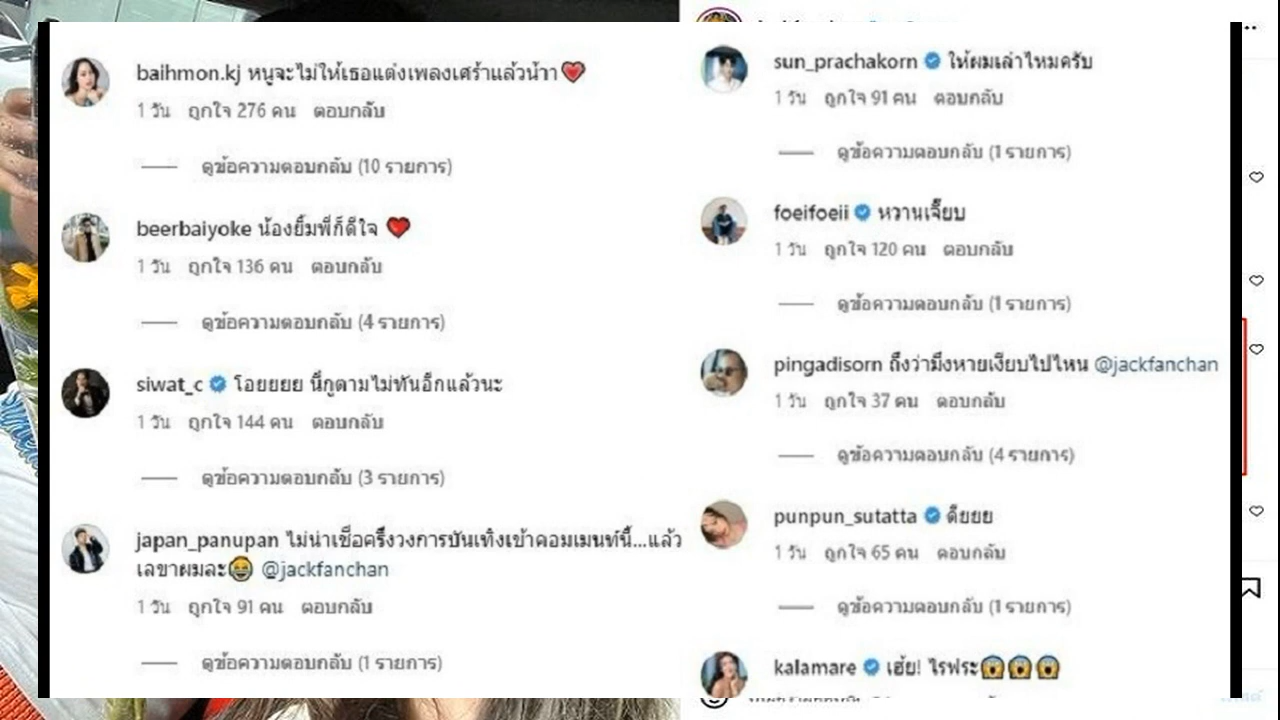 baihmon.kj หนูจะไม่ให้เธอแต่งเพลงเศร้าแล้วน้าา❤
1 วัน ถูกใจ 276 คน ตอบกลับ
ดูข้อความตอบกลับ (10 รายการ)
beerbaiyoke น้องยิ้มพี่ก็ดีใจ ❤
1 วัน ถูกใจ 136 คน ตอบกลับ
ดูข้อความตอบกลับ (4 รายการ)
siwat_c โอยยยย นี่กูตามไม่ทันอีกแล้วนะ
1 วัน ถูกใจ 144 คน ตอบกลับ
ดูข้อความตอบกลับ (3 รายการ)
japan_panupan ไม่น่าเชื่อครึ่งวงการบันเทิงเข้าคอมเมนท์นี้...แล้ว
เลขาผมละ😂 @jackfanchan
1 วัน ถูกใจ 91 คน ตอบกลับ
ดูข้อความตอบกลับ (1 รายการ)
sun_prachakorn ให้ผมเล่าไหมครับ
1 วัน ถูกใจ 91 คน ตอบกลับ
ดูข้อความตอบกลับ (1 รายการ)
foeifoeii หวานเจี๊ยบ
1 วัน ถูกใจ 120 คน ตอบกลับ
ดูข้อความตอบกลับ (1 รายการ)
pingadisorn ถึงว่ามึงหายเงียบไปไหน @jackfanchan
1 วัน ถูกใจ 37 คน ตอบกลับ
ดูข้อความตอบกลับ (4 รายการ)
punpun_sutatta ดียยย
1 วัน ถูกใจ 65 คน ตอบกลับ
ดูข้อความตอบกลับ (1 รายการ)
kalamare เฮ้ย! ไรฟระ😱😱😱